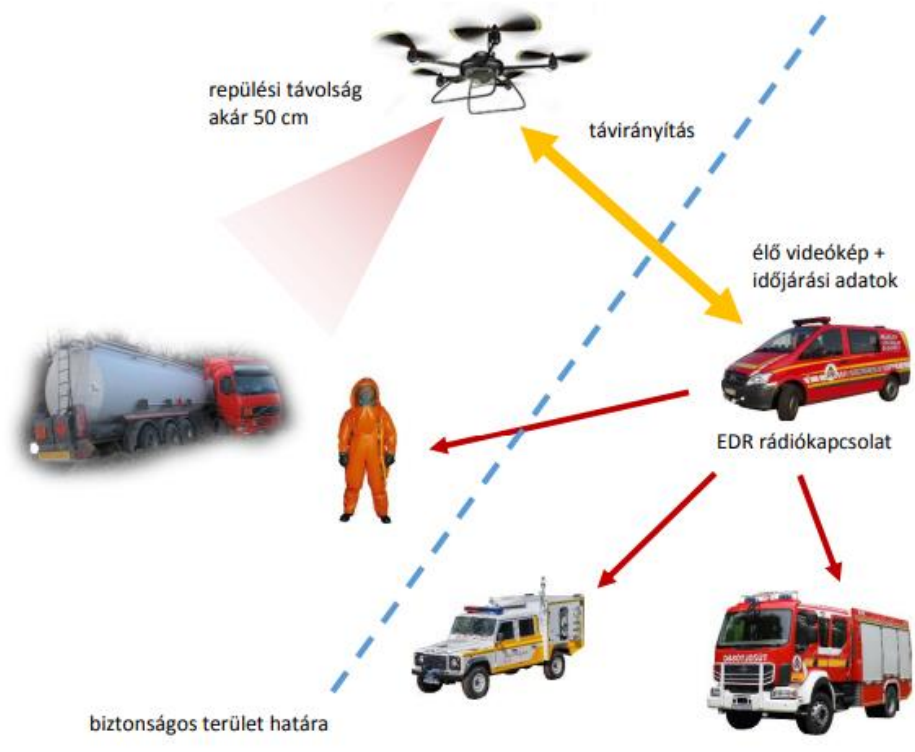 repülési távolság
akár 50 cm
távirányítás
élő videókép +
időjárási adatok
EDR rádiókapcsolat
biztonságos terület határa